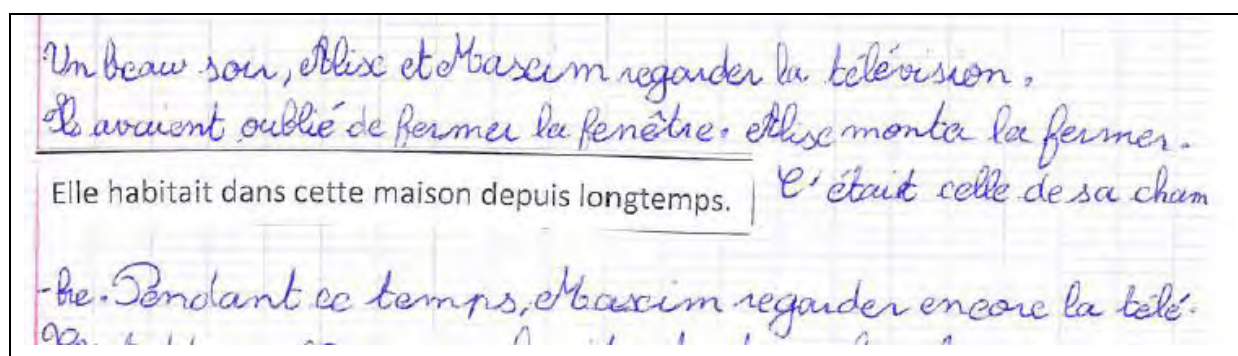 Un beau soir, Alixe et Maxim regarder la télévision.
Ils avaient oublié de fermer la fenêtre. Alixe monta la fermer.
Elle habitait dans cette maison depuis longtemps. C'était celle de sa cham
-bre. Pendant ce temps, Maxim regarder encore la télé.